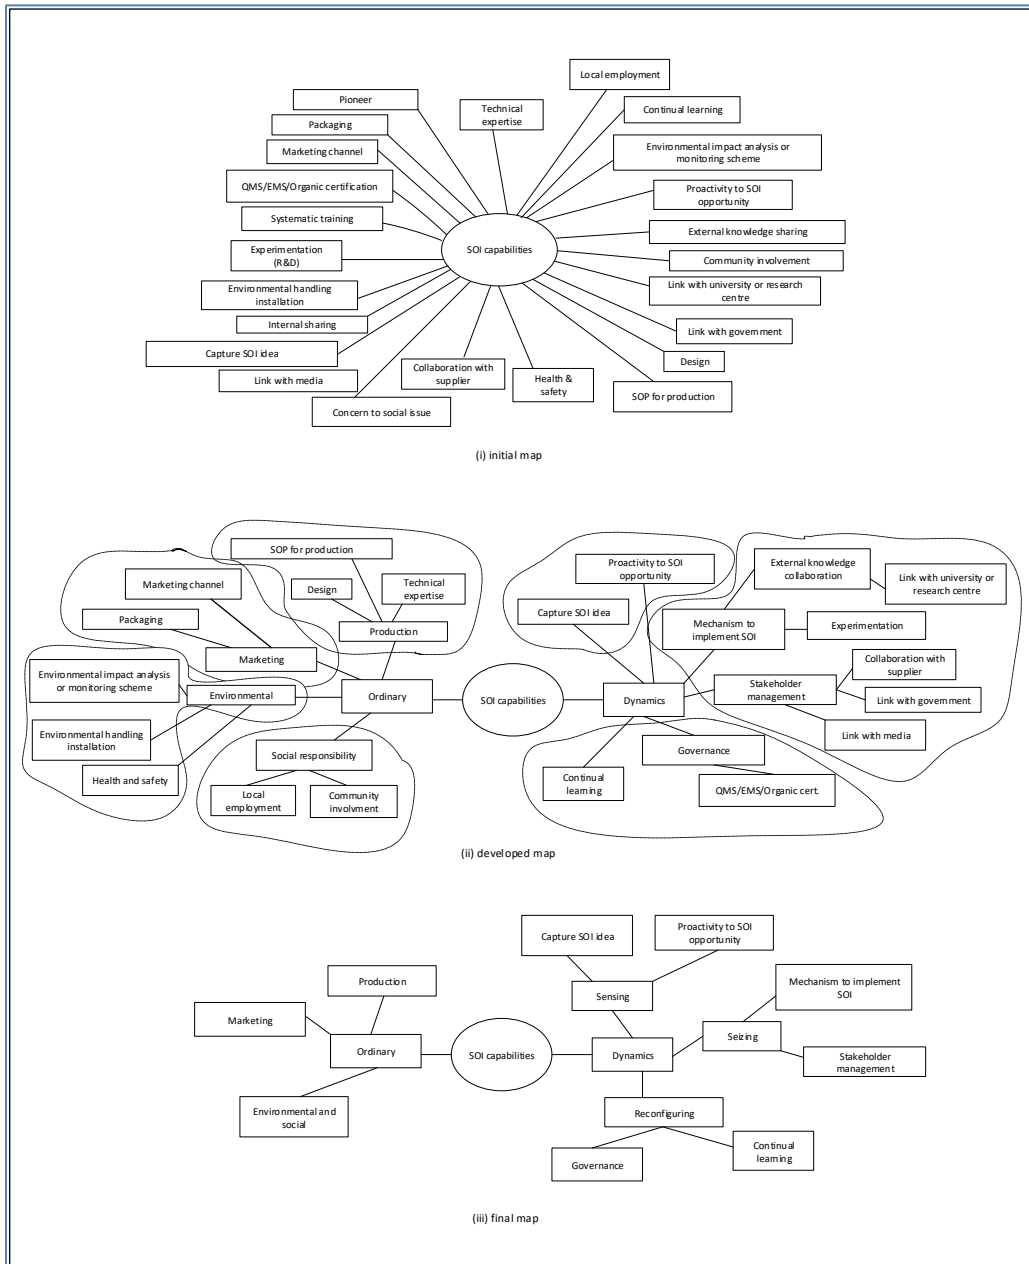 Local employment
Pioneer
Technical
expertise
Continual learning
Packaging
Marketing channel
Environmental impact analysis or
monitoring scheme
QMS/EMS/Organic certification
Proactivity to SOI
opportunity
Systematic training
External knowledge sharing
Experimentation
(R&D)
SOI capabilities
Community involvement
Environmental handling
installation
Link with university or research
centre
Internal sharing
Link with government
Capture SOI idea
Design
Link with media
Collaboration with
supplier
Health &
safety
SOP for production
Concern to social issue
(i) initial map
SOP for production
Marketing channel
Design
Technical
expertise
Packaging
Production
Marketing
Environmental impact analysis
or monitoring scheme
Environmental
Ordinary
SOI capabilities
Environmental handling
installation
Health and safety
Social responsibility
Local
employment
Community
involvment
Proactivity to SOI
opportunity
External knowledge
collaboration
Link with university or
research centre
Capture SOI idea
Mechanism to
implement SOI
Experimentation
Collaboration with
supplier
Dynamics
Stakeholder
management
Link with government
Link with media
Governance
Continual
learning
QMS/EMS/Organic cert.
(ii) developed map
Capture SOI idea
Proactivity to SOI
opportunity
Production
Mechanism to implement
SOI
Sensing
Marketing
Seizing
Ordinary
SOI capabilities
Dynamics
Stakeholder
management
Environmental and
social
Reconfiguring
Continual
learning
Governance
(iii) final map